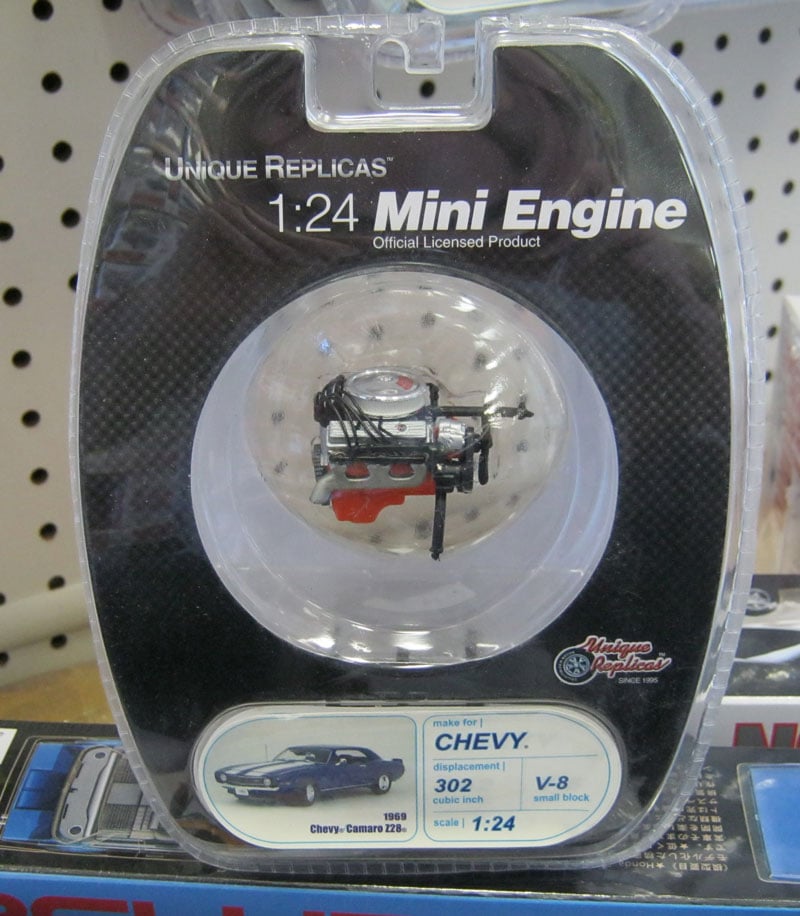 UNIQUE REPLICAS™
1:24 Mini Engine
Official Licensed Product
Unique Replicas™
SINCE 1995
1969
Chevy® Camaro Z28®
make for |
CHEVY®
displacement |
302
cubic inch
V-8
small block
scale | 1:24